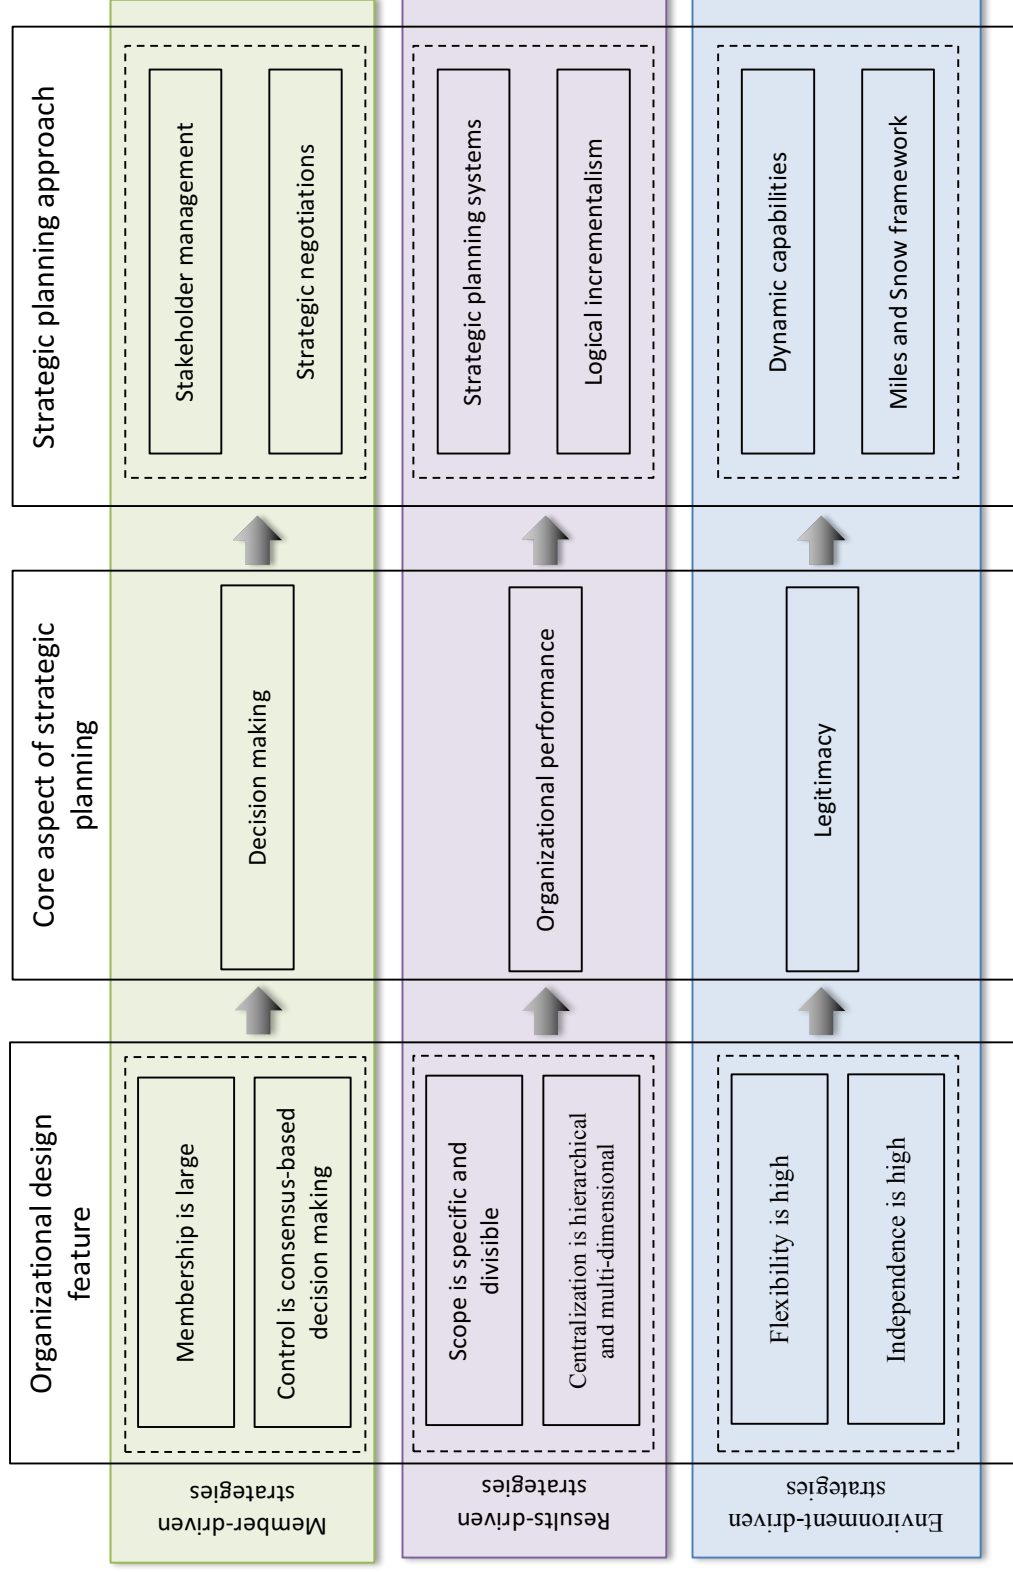 Organizational design
feature
Core aspect of strategic
planning
Strategic planning approach
Member-driven
strategies
Membership is large
Control is consensus-based
decision making
Decision making
Stakeholder management
Strategic negotiations
Results-driven
strategies
Scope is specific and
divisible
Centralization is hierarchical
and multi-dimensional
Organizational performance
Strategic planning systems
Logical incrementalism
Environment-driven
strategies
Flexibility is high
Independence is high
Legitimacy
Dynamic capabilities
Miles and Snow framework